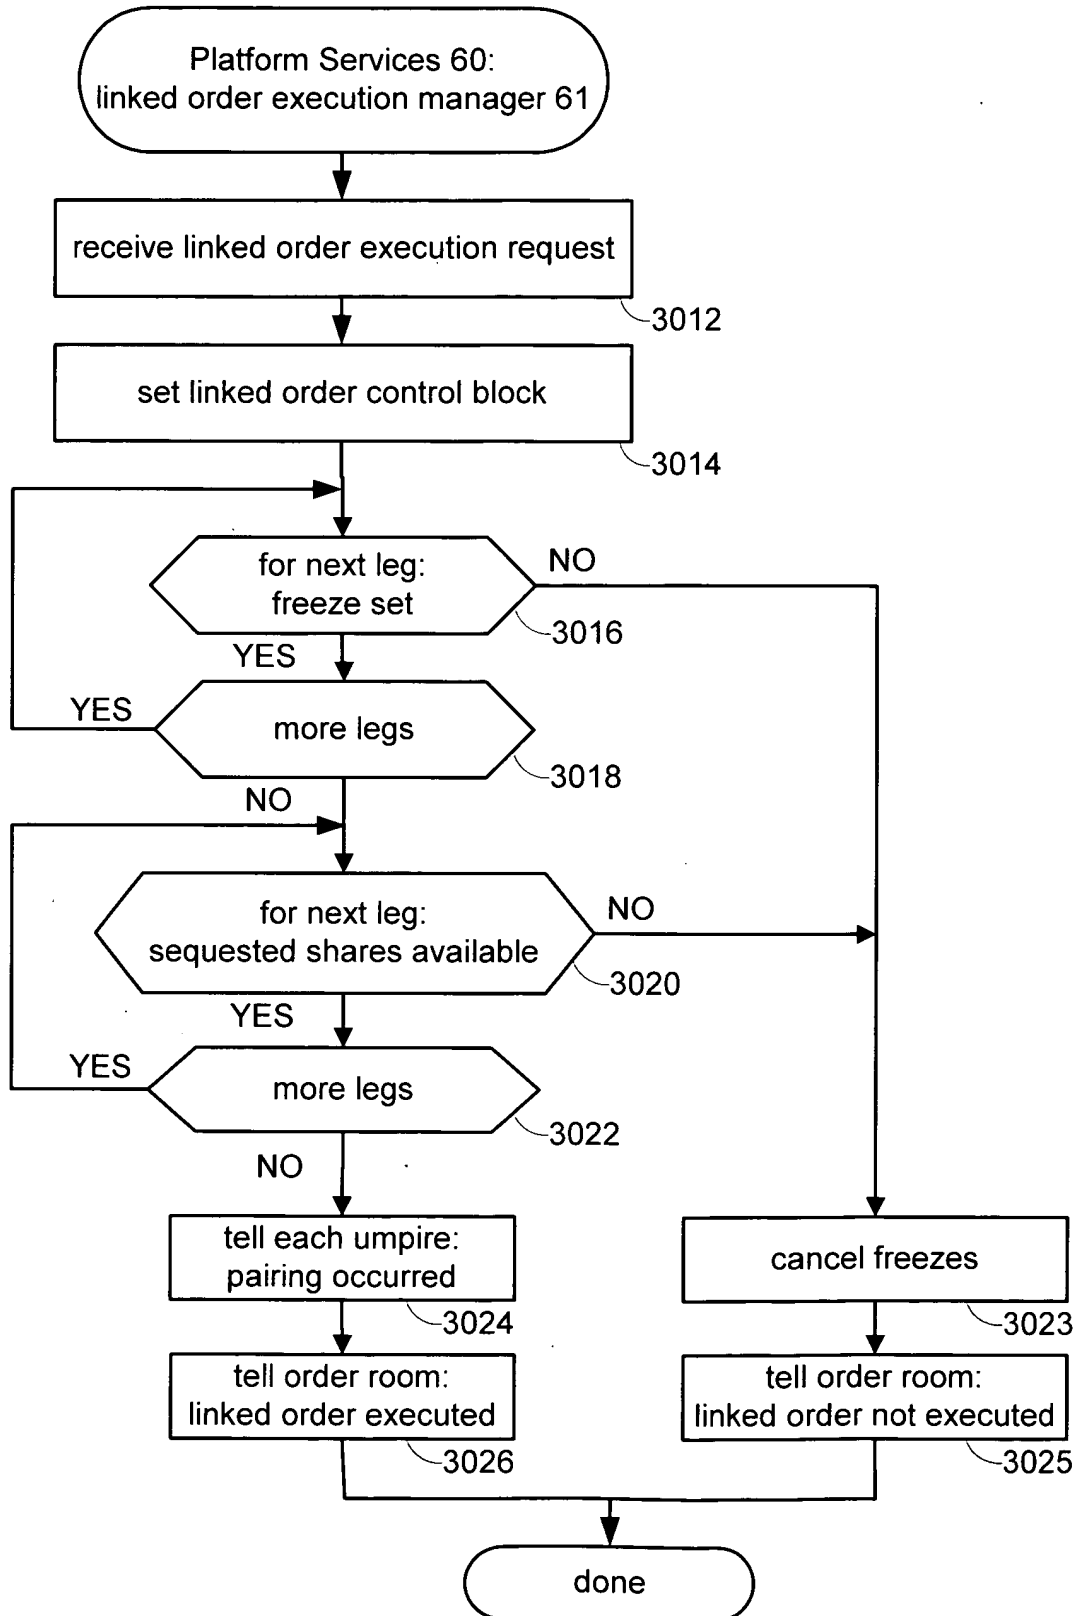 Platform Services 60:
linked order execution manager 61
receive linked order execution request
3012
set linked order control block
3014
for next leg:
freeze set
NO
3016
YES
more legs
YES
3018
NO
for next leg:
sequested shares available
NO
3020
YES
more legs
YES
3022
NO
tell each umpire:
pairing occurred
3024
cancel freezes
3023
tell order room:
linked order executed
3026
tell order room:
linked order not executed
3025
done